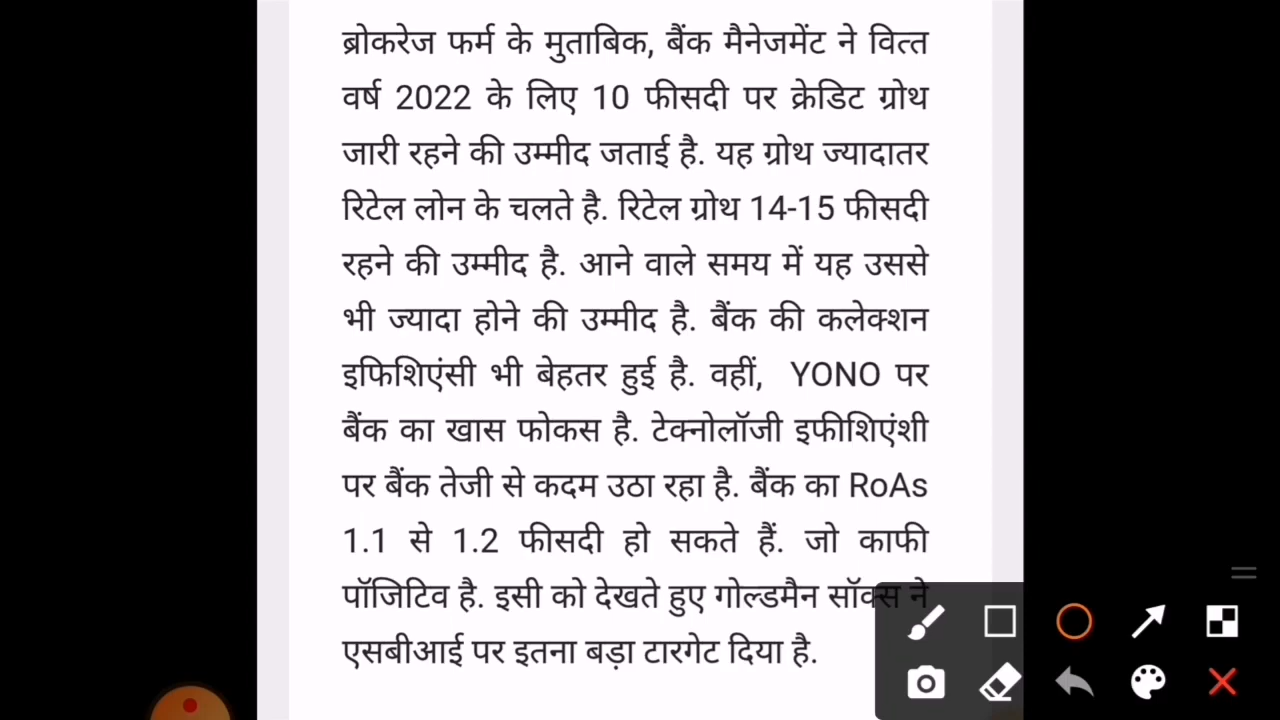 ब्रोकरेज फर्म के मुताबिक, बैंक मैनेजमेंट ने वित्त
वर्ष 2022 के लिए 10 फीसदी पर क्रेडिट ग्रोथ
जारी रहने की उम्मीद जताई है. यह ग्रोथ ज्यादातर
रिटेल लोन के चलते है. रिटेल ग्रोथ 14-15 फीसदी
रहने की उम्मीद है. आने वाले समय में यह उससे
भी ज्यादा होने की उम्मीद है. बैंक की कलेक्शन
इफिशिएंसी भी बेहतर हुई है. वहीं, YONO पर
बैंक का खास फोकस है. टेक्नोलॉजी इफीशिएंशी
पर बैंक तेजी से कदम उठा रहा है. बैंक का RoAs
1.1 से 1.2 फीसदी हो सकते हैं. जो काफी
पॉजिटिव है. इसी को देखते हुए गोल्डमैन सॉक्स ने
एसबीआई पर इतना बड़ा टारगेट दिया है.